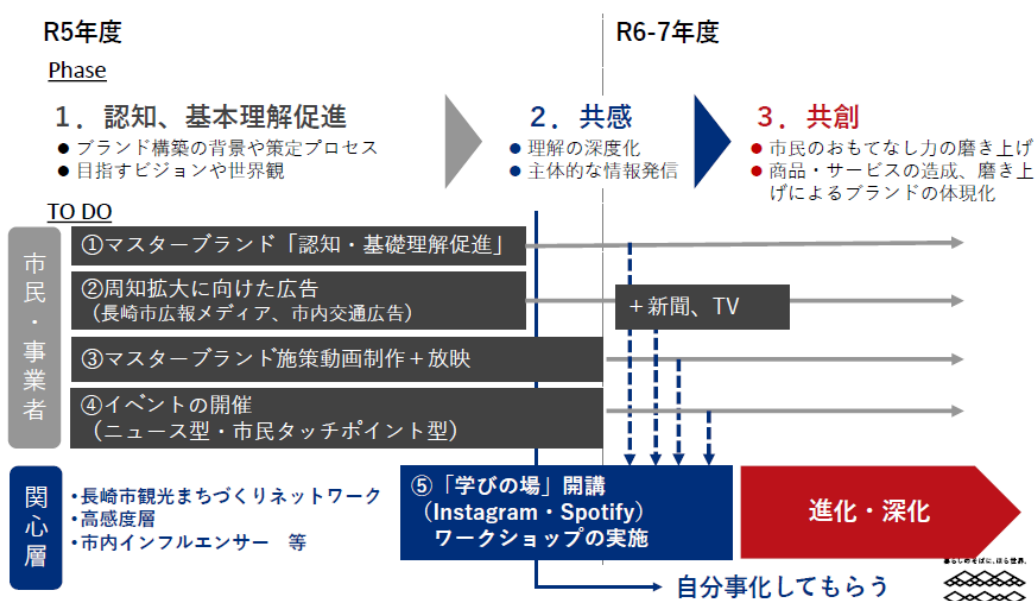 R5年度
R6-7年度
Phase
1．認知、基本理解促進
● ブランド構築の背景や策定プロセス
● 目指すビジョンや世界観
2．共感
● 理解の深度化
● 主体的な情報発信
3．共創
● 市民のおもてなし力の磨き上げ
● 商品・サービスの造成、磨き上
げによるブランドの体現化
TO DO
市民・事業者
①マスターブランド「認知・基礎理解促進」
②周知拡大に向けた広告
（長崎市広報メディア、市内交通広告）
＋新聞、TV
③マスターブランド施策動画制作＋放映
④イベントの開催
（ニュース型・市民タッチポイント型）
関心層
・長崎市観光まちづくりネットワーク
・高感度層
・市内インフルエンサー　等
⑤「学びの場」開講
（Instagram・Spotify）
ワークショップの実施
進化・深化
自分事化してもらう
暮らしのそばに、ほら世界。